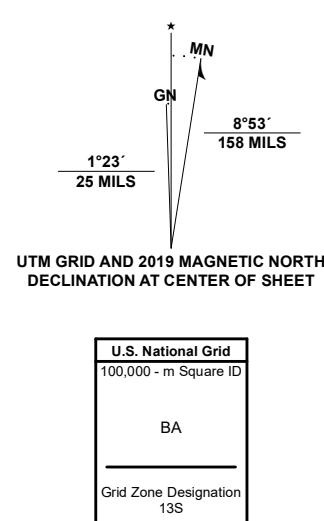 ★
MN
GN
8°53´
158 MILS
1°23´
25 MILS
UTM GRID AND 2019 MAGNETIC NORTH
DECLINATION AT CENTER OF SHEET
U.S. National Grid
100,000 - m Square ID
BA
Grid Zone Designation
13S